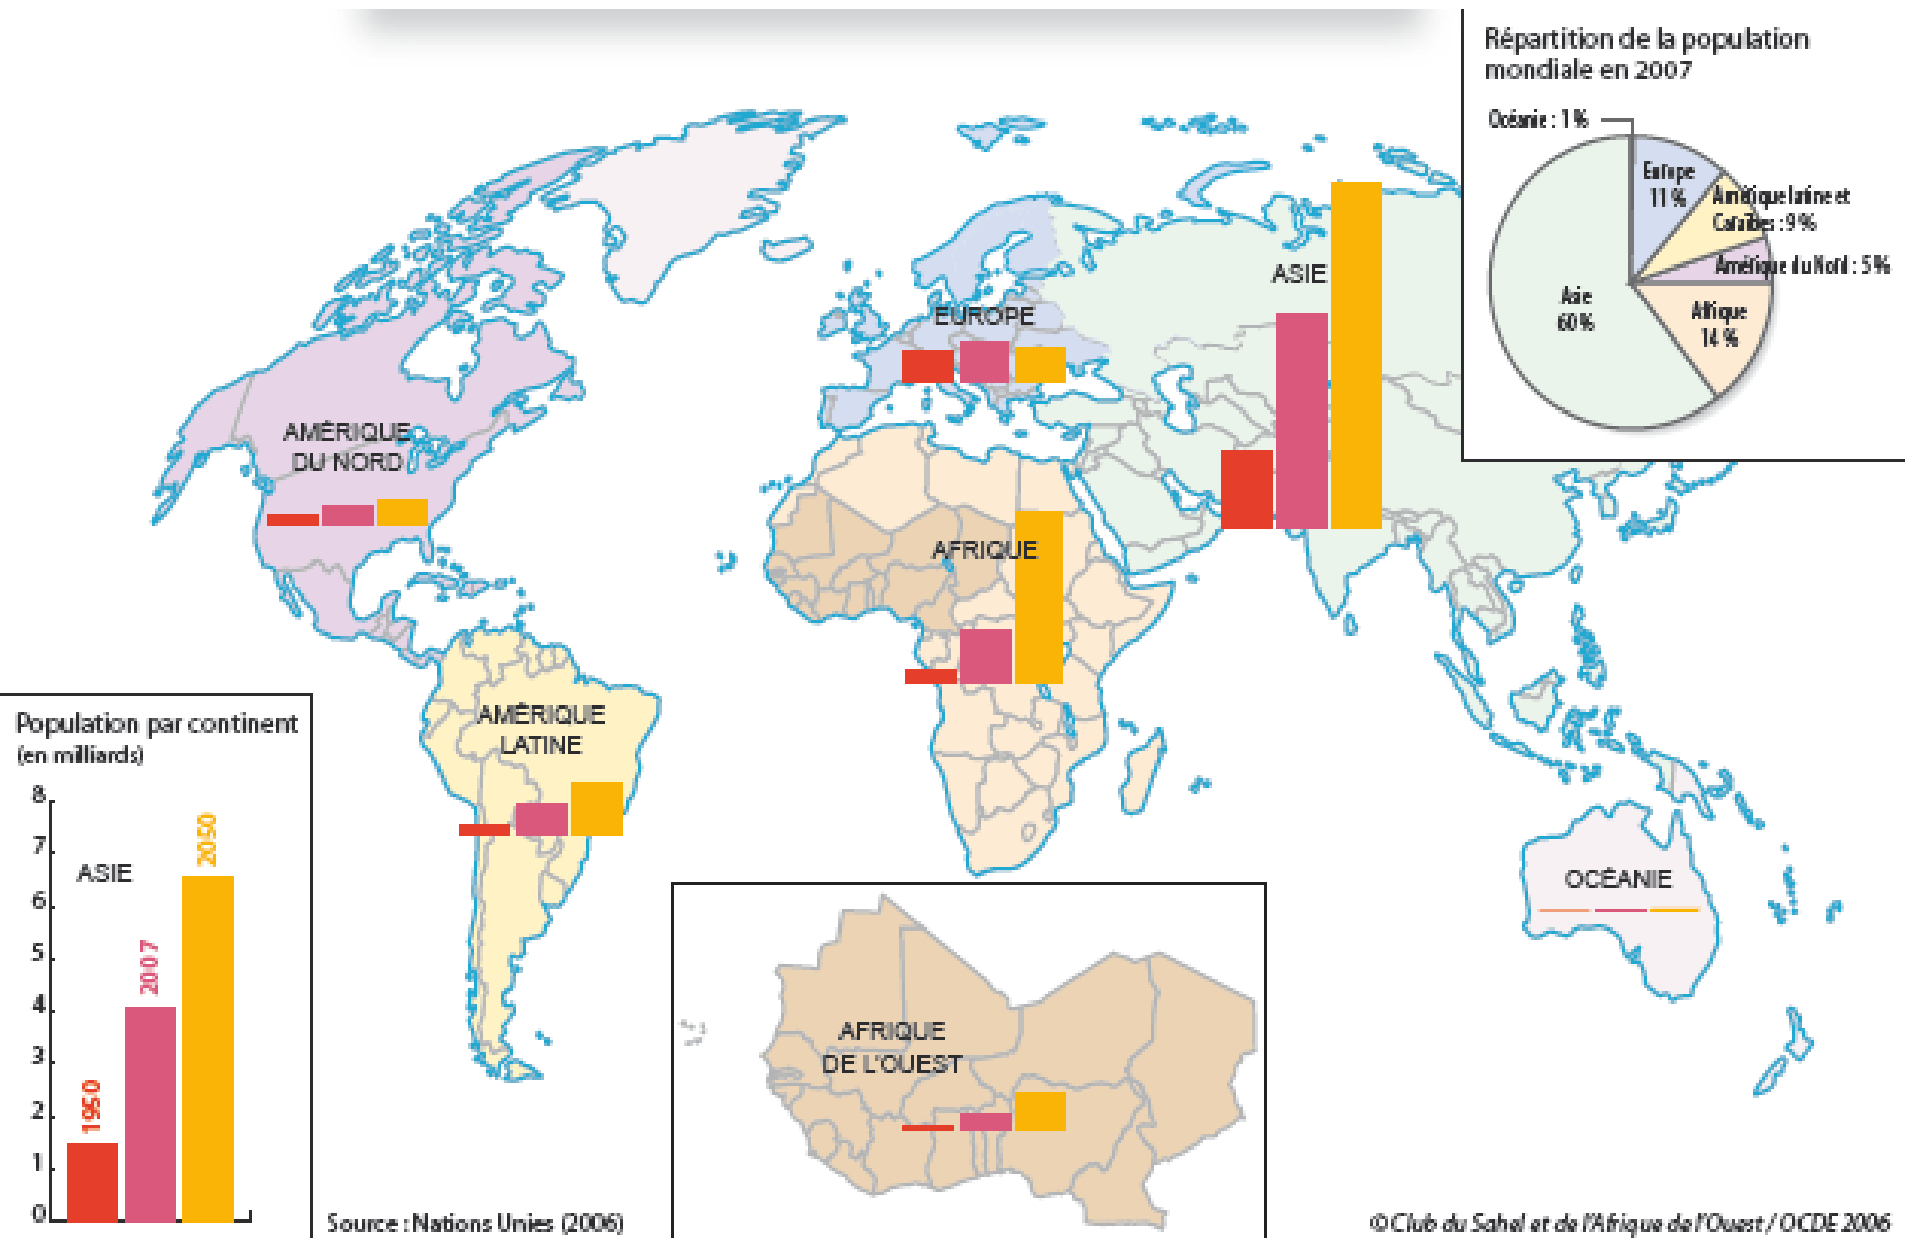 Répartition de la population
mondiale en 2007
Océanie : 1 %
Europe
11 %
Amérique latine et
Caraïbes : 9 %
Amérique du Nord : 5 %
Afrique
14 %
Asie
60 %
ASIE
EUROPE
AMÉRIQUE
DU NORD
AFRIQUE
AMÉRIQUE
LATINE
OCÉANIE
AFRIQUE
DE L'OUEST
Population par continent
(en milliards)
8
7
6
5
4
3
2
1
0
ASIE
1950
2007
2050
Source : Nations Unies (2006)
© Club du Sahel et de l'Afrique de l'Ouest / OCDE 2006